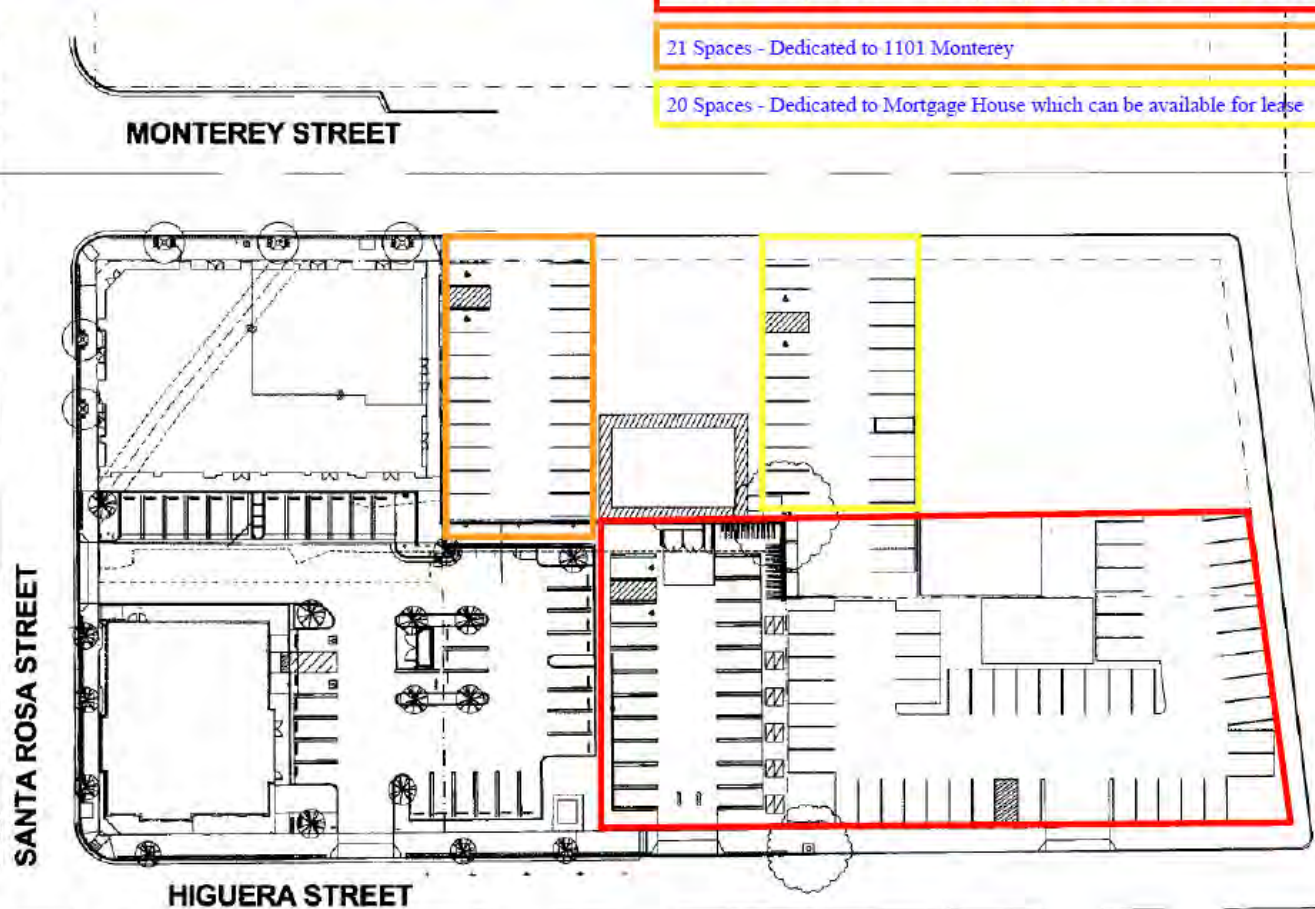 21 Spaces - Dedicated to 1101 Monterey
20 Spaces - Dedicated to Mortgage House which can be available for lease
MONTEREY STREET
SANTA ROSA STREET
HIGUERA STREET